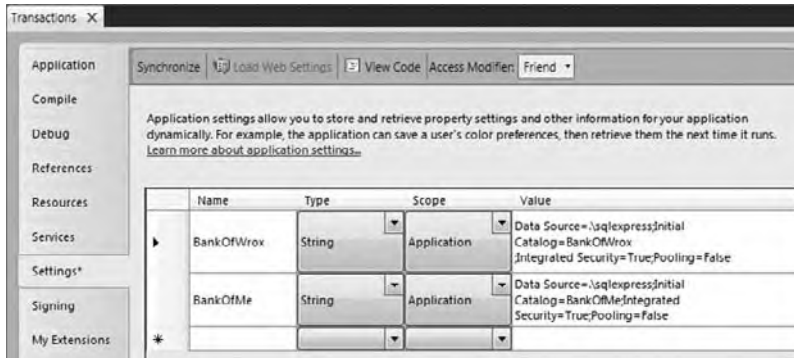 Transactions X
Application
Compile
Debug
References
Resources
Services
Settings*
Signing
My Extensions
Synchronize Load Web Settings View Code Access Modifier: Friend
Application settings allow you to store and retrieve property settings and other information for your application
dynamically. For example, the application can save a user's color preferences, then retrieve them the next time it runs.
Learn more about application settings...
Name Type Scope Value
BankOfWrox String Application Data Source=.\sqlexpress;Initial
Catalog=BankOfWrox
;Integrated Security=True;Pooling=False
BankOfMe String Application Data Source=.\sqlexpress;Initial
Catalog=BankOfMe;Integrated
Security=True;Pooling=False
*